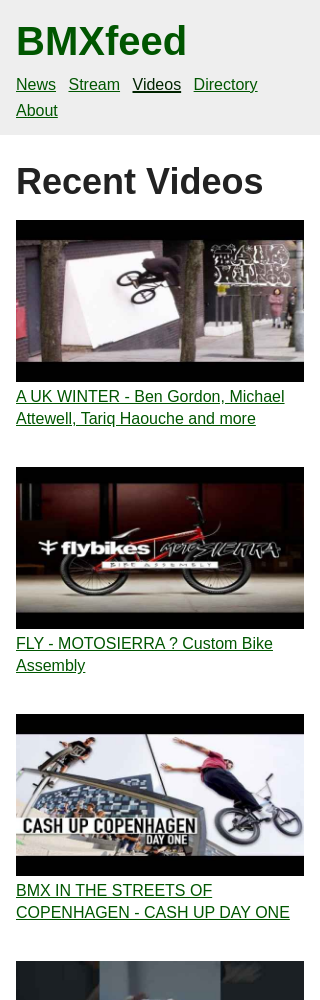 BMXfeed
News Stream Videos Directory
About
Recent Videos
A UK WINTER - Ben Gordon, Michael
Attewell, Tariq Haouche and more
flybikes | MOTOSIERRA
BIKE ASSEMBLY
FLY - MOTOSIERRA ? Custom Bike
Assembly
CASH UP COPENHAGEN
DAY ONE
BMX IN THE STREETS OF
COPENHAGEN - CASH UP DAY ONE